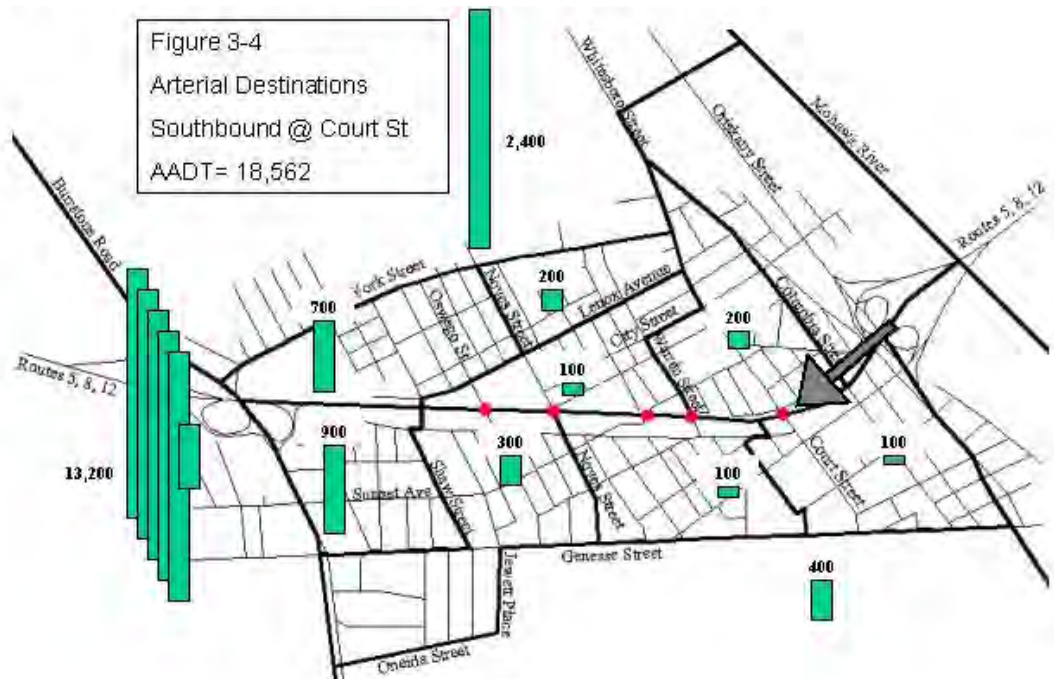 Figure 3-4
Arterial Destinations
Southbound @ Court St
AADT= 18,562
2,400
Whitesboro Street
Oriskany Street
Mohawk River
Routes 5, 8, 12
Burrstone Road
York Street
Oswego St
Noyes Street
200
Lenox Avenue
City Street
Columbia Street
700
200
100
Routes 5, 8, 12
900
300
100
100
13,200
Sunset Ave
Shaw Street
Noyes Street
Court Street
Genesee Street
Jewett Place
400
Oneida Street